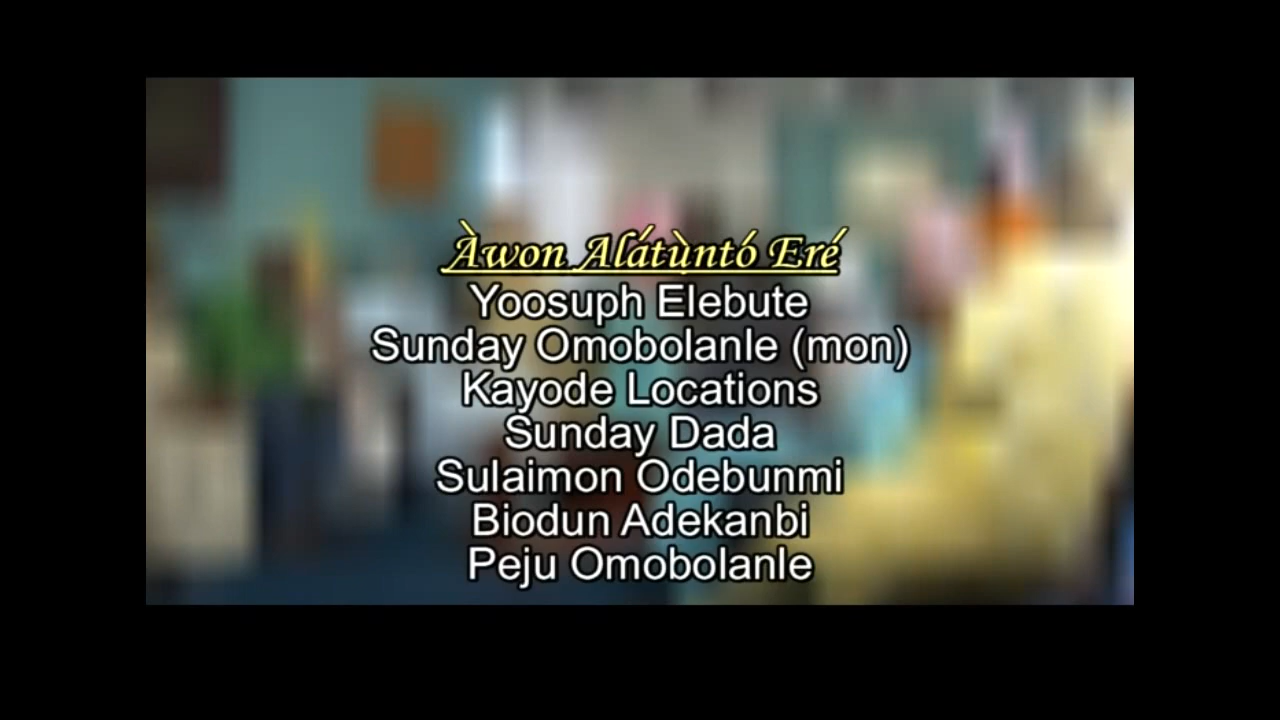 Àwon Alátùntó Eré
Yoosuph Elebute
Sunday Omobolanle (mon)
Kayode Locations
Sunday Dada
Sulaimon Odebunmi
Biodun Adekanbi
Peju Omobolanle